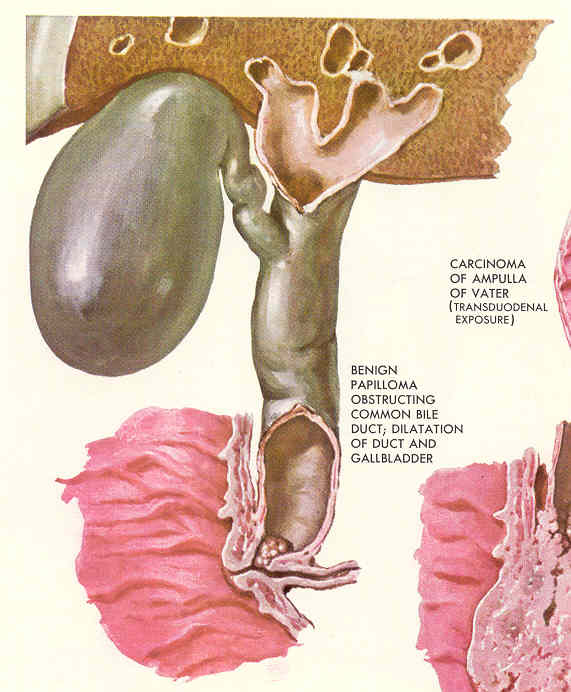 CARCINOMA
OF AMPULLA
OF VATER
(TRANSDUODENAL
EXPOSURE)
BENIGN
PAPILLOMA
OBSTRUCTING
COMMON BILE
DUCT; DILATATION
OF DUCT AND
GALLBLADDER